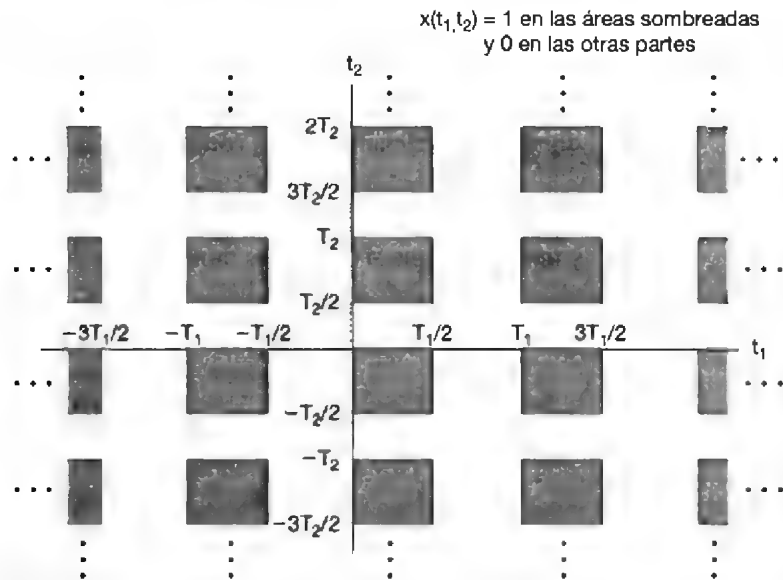 x(t₁,t₂) = 1 en las áreas sombreadas
y 0 en las otras partes
t₂
2T₂
3T₂/2
T₂
T₂/2
−3T₁/2 −T₁ −T₁/2 T₁/2 T₁ 3T₁/2 t₁
−T₂/2
−T₂
−3T₂/2